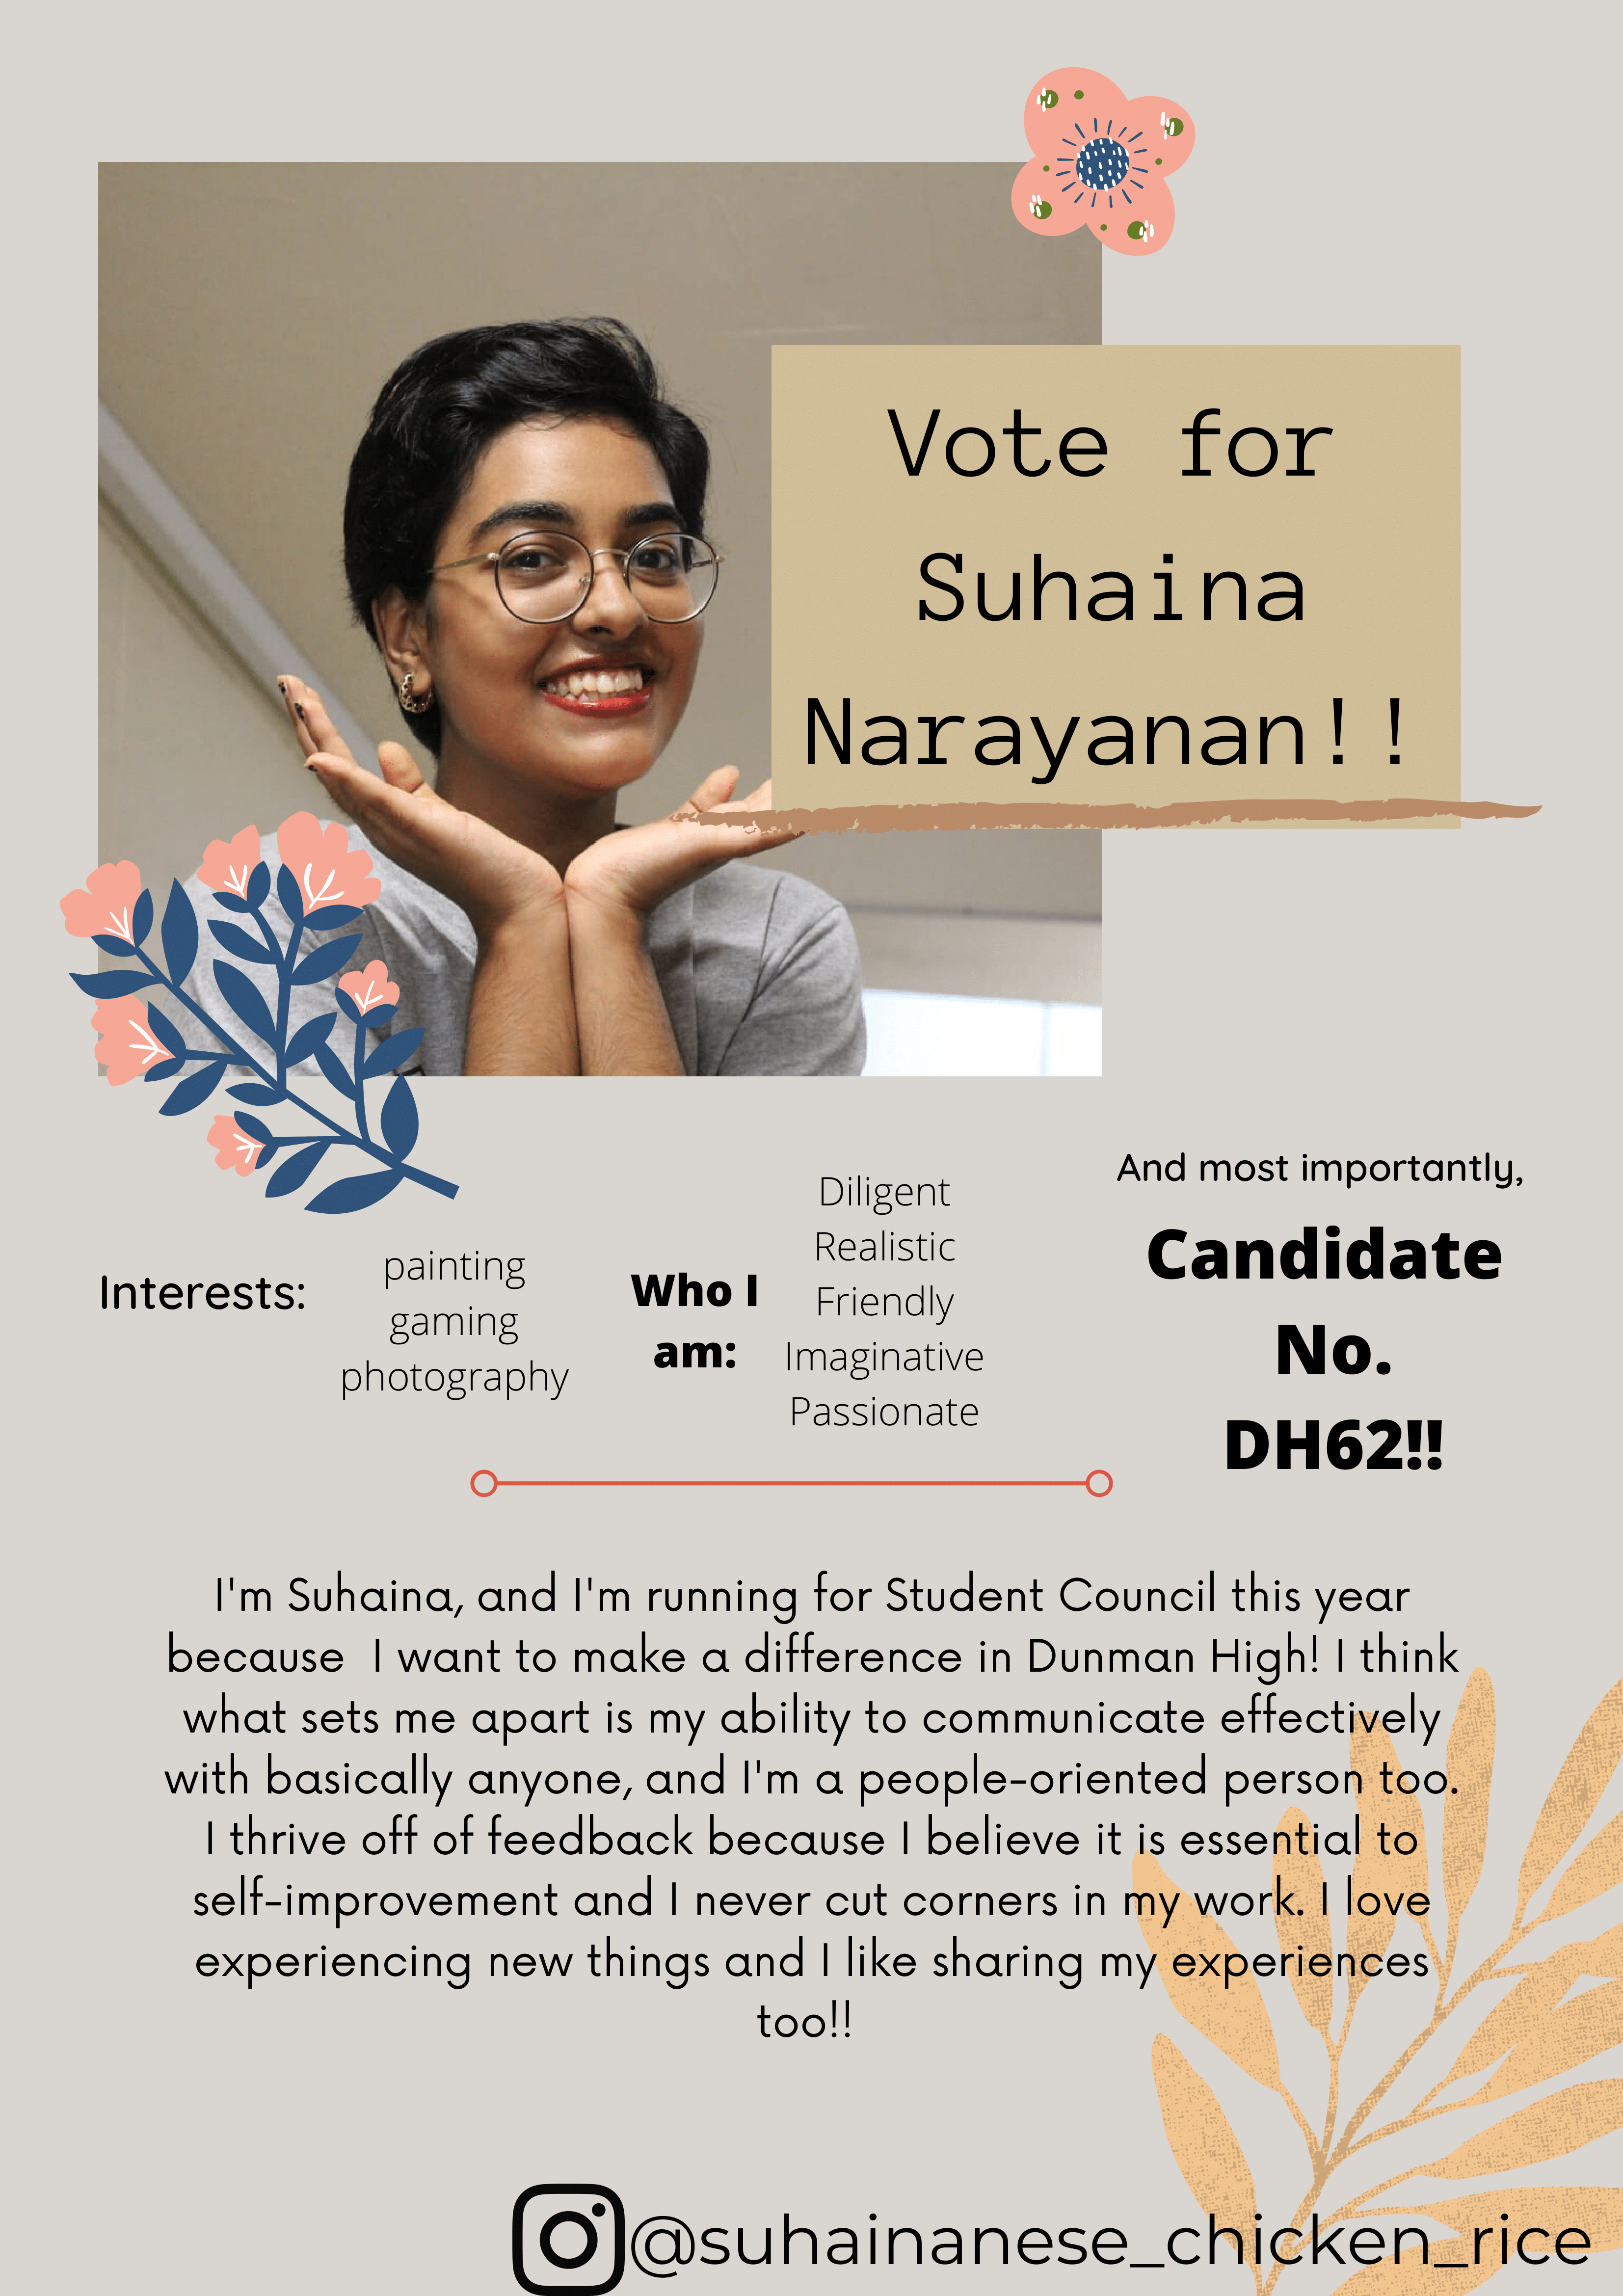 Vote for
Suhaina
Narayanan!!
Interests:
painting
gaming
photography
Who I
am:
Diligent
Realistic
Friendly
Imaginative
Passionate
And most importantly,
Candidate
No.
DH62!!
I'm Suhaina, and I'm running for Student Council this year
because  I want to make a difference in Dunman High! I think
what sets me apart is my ability to communicate effectively
with basically anyone, and I'm a people-oriented person too.
I thrive off of feedback because I believe it is essential to
self-improvement and I never cut corners in my work. I love
experiencing new things and I like sharing my experiences
too!!
@suhainanese_chicken_rice